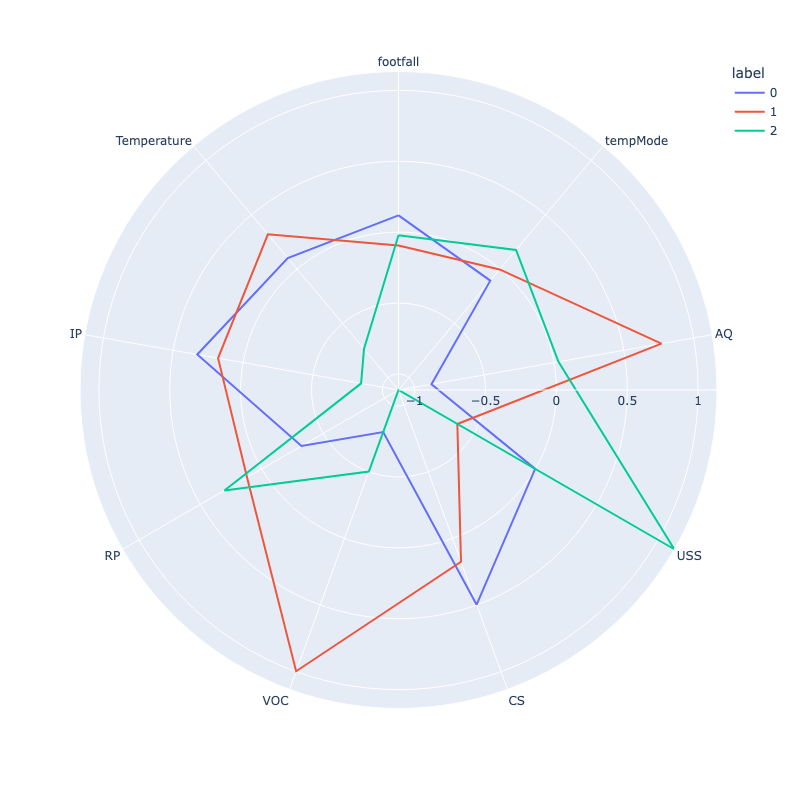 footfall
label
0
1
2
Temperature
tempMode
IP
AQ
−1
−0.5
0
0.5
1
RP
USS
VOC
CS